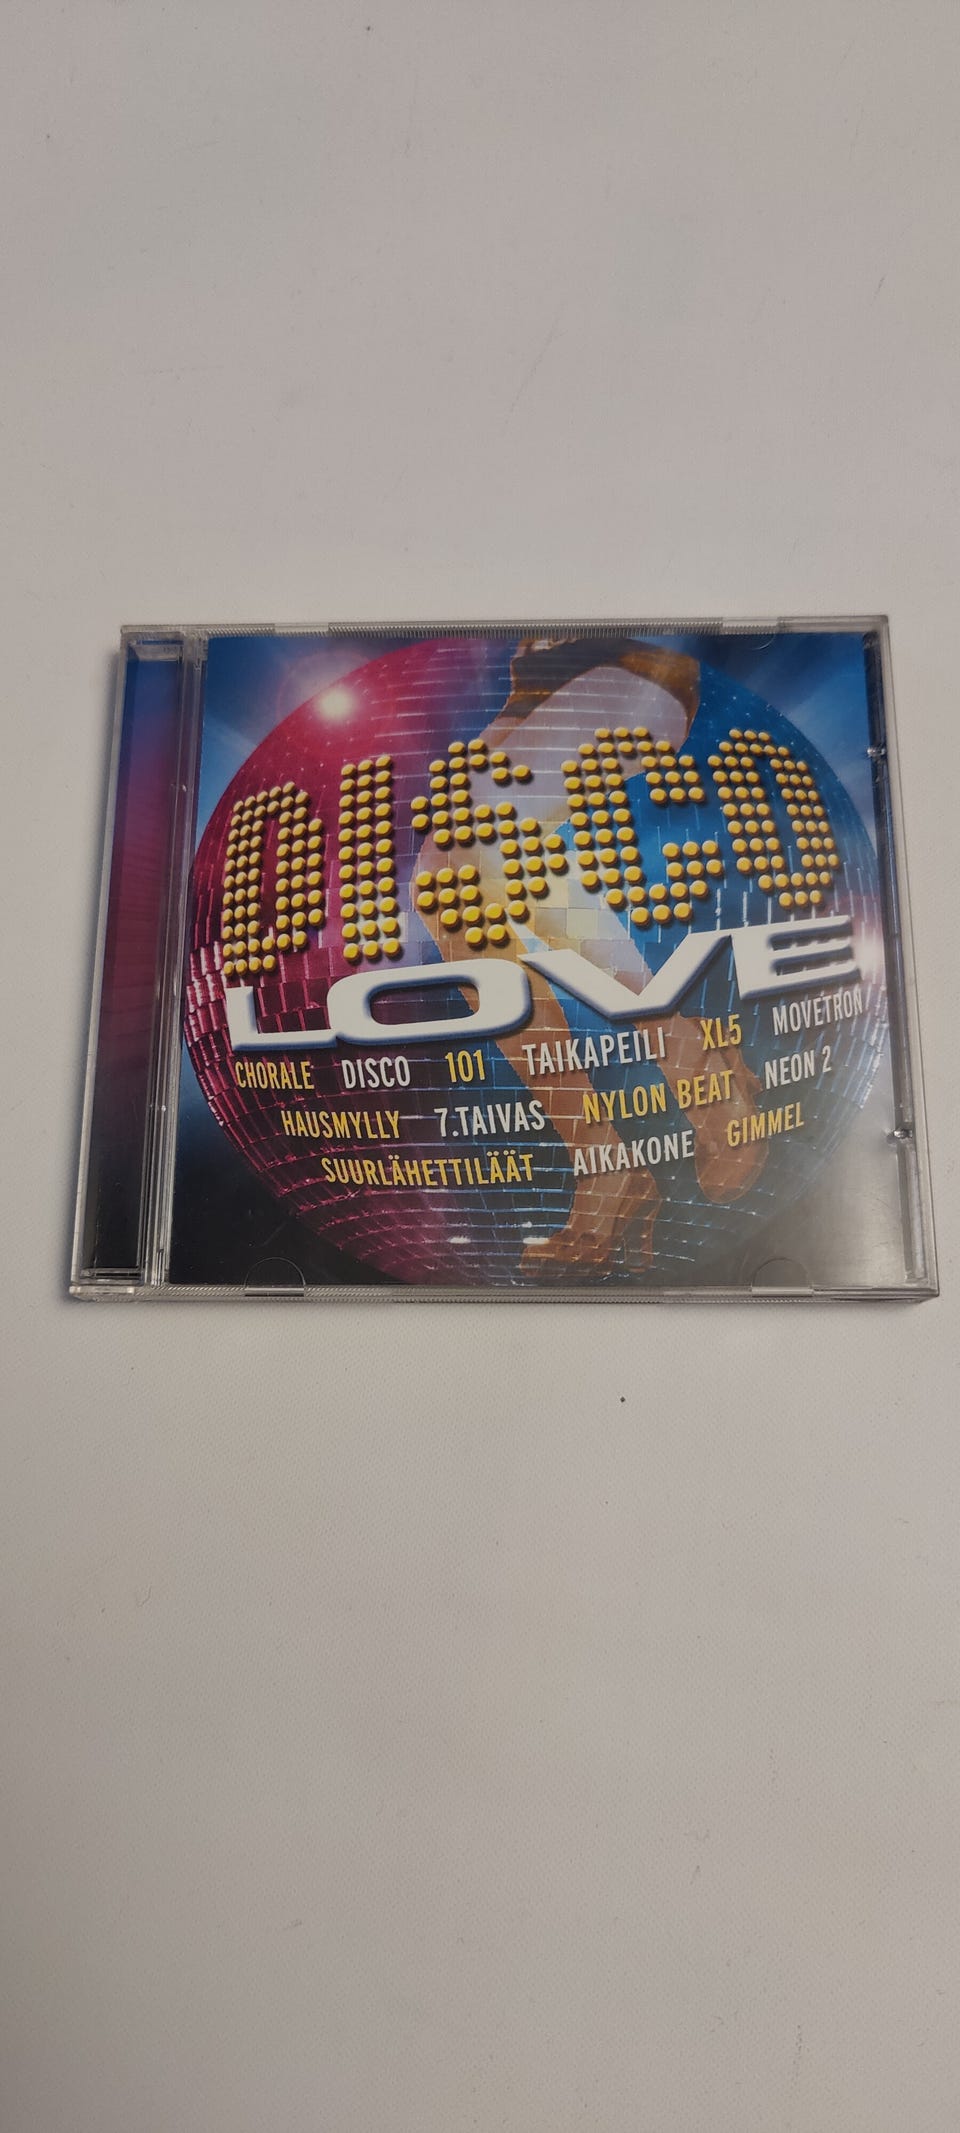 DISCO
LOVE
CHORALE DISCO 101 TAIKAPEILI XL5 MOVETRON
HAUSMYLLY 7.TAIVAS NYLON BEAT NEON 2
SUURLÄHETTILÄÄT AIKAKONE GIMMEL